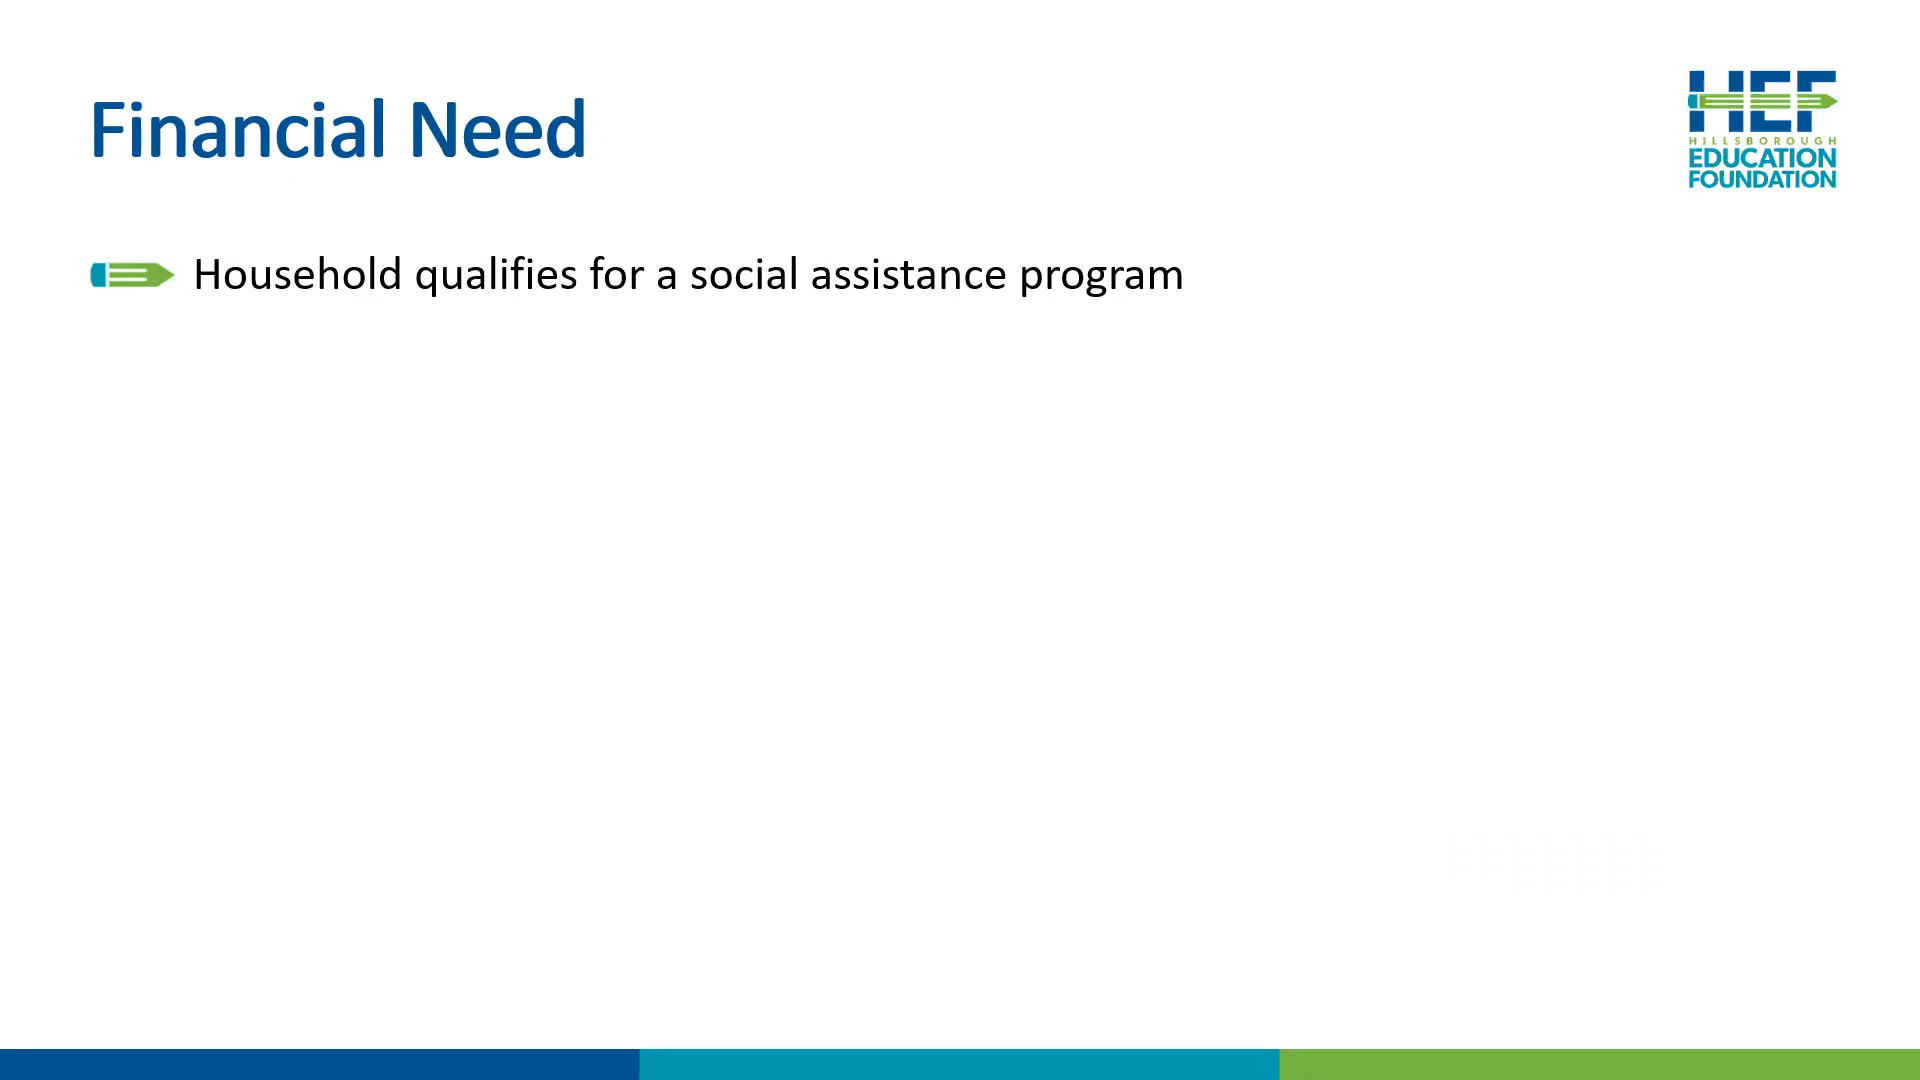 Financial Need
HEF
HILLSBOROUGH
EDUCATION
FOUNDATION
Household qualifies for a social assistance program